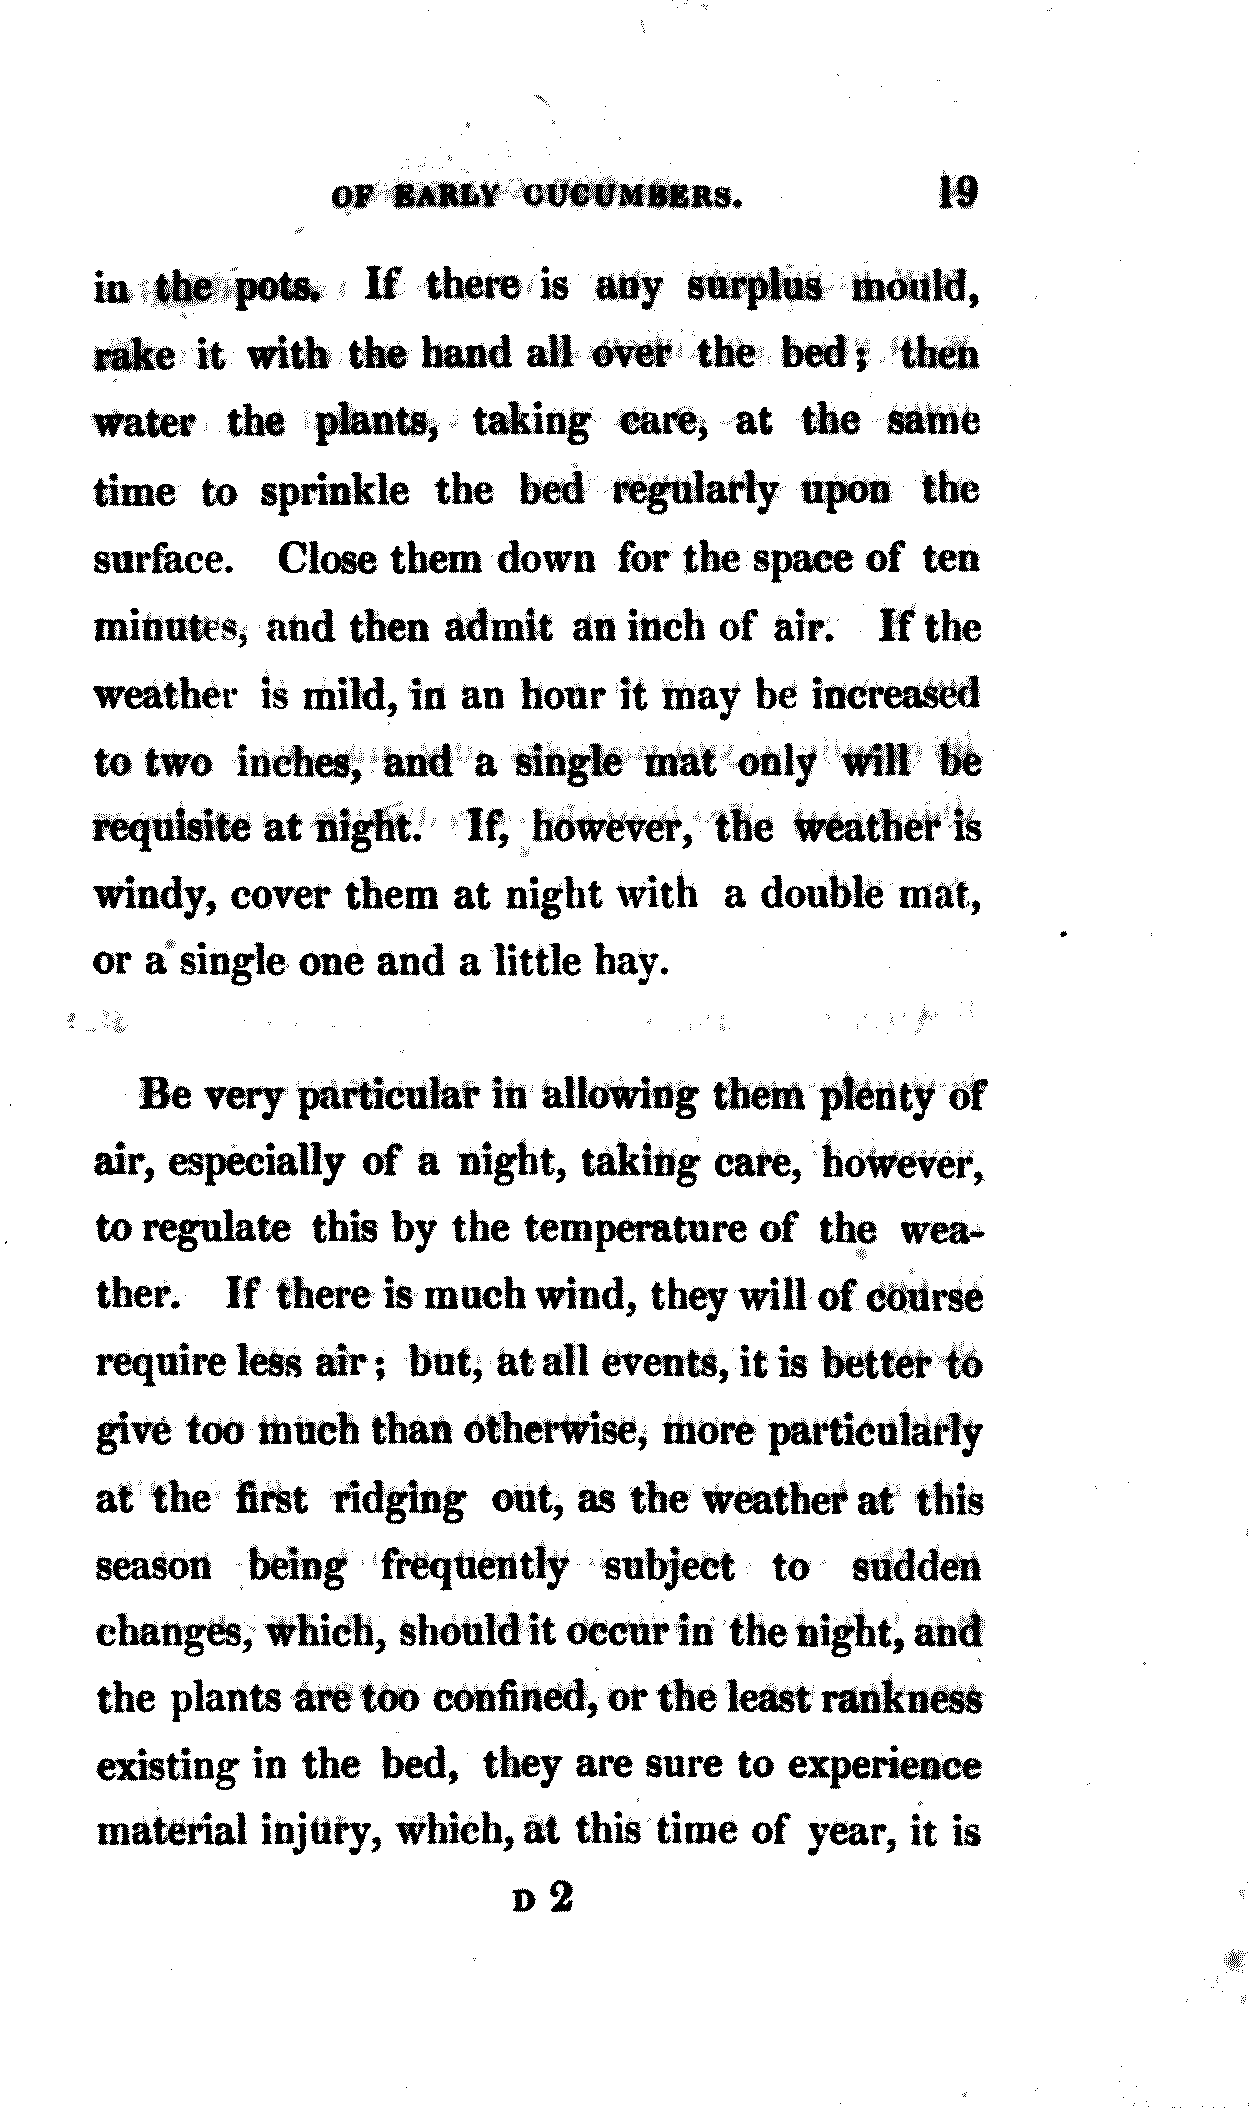 OF EARLY CUCUMBERS. 19
in the pots. If there is any surplus mould,
rake it with the hand all over the bed; then
water the plants, taking care, at the same
time to sprinkle the bed regularly upon the
surface. Close them down for the space of ten
minutes, and then admit an inch of air. If the
weather is mild, in an hour it may be increased
to two inches, and a single mat only will be
requisite at night. If, however, the weather is
windy, cover them at night with a double mat,
or a single one and a little hay.
Be very particular in allowing them plenty of
air, especially of a night, taking care, however,
to regulate this by the temperature of the wea-
ther. If there is much wind, they will of course
require less air; but, at all events, it is better to
give too much than otherwise, more particularly
at the first ridging out, as the weather at this
season being frequently subject to sudden
changes, which, should it occur in the night, and
the plants are too confined, or the least rankness
existing in the bed, they are sure to experience
material injury, which, at this time of year, it is
D 2